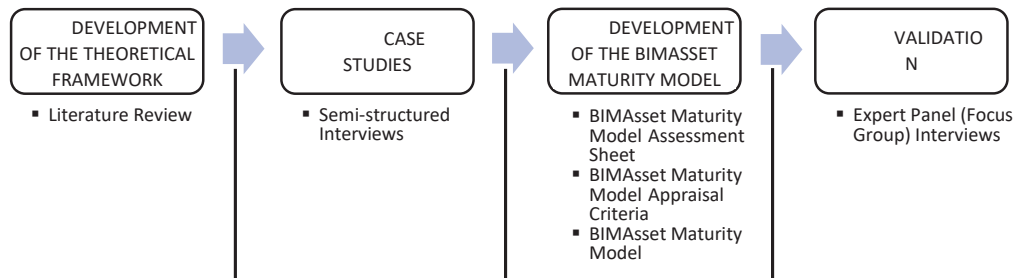 DEVELOPMENT
OF THE THEORETICAL
FRAMEWORK
▪ Literature Review
CASE
STUDIES
▪ Semi-structured
Interviews
DEVELOPMENT
OF THE BIMASSET
MATURITY MODEL
▪ BIMAsset Maturity
Model Assessment
Sheet
▪ BIMAsset Maturity
Model Appraisal
Criteria
▪ BIMAsset Maturity
Model
VALIDATIO
N
▪ Expert Panel (Focus
Group) Interviews